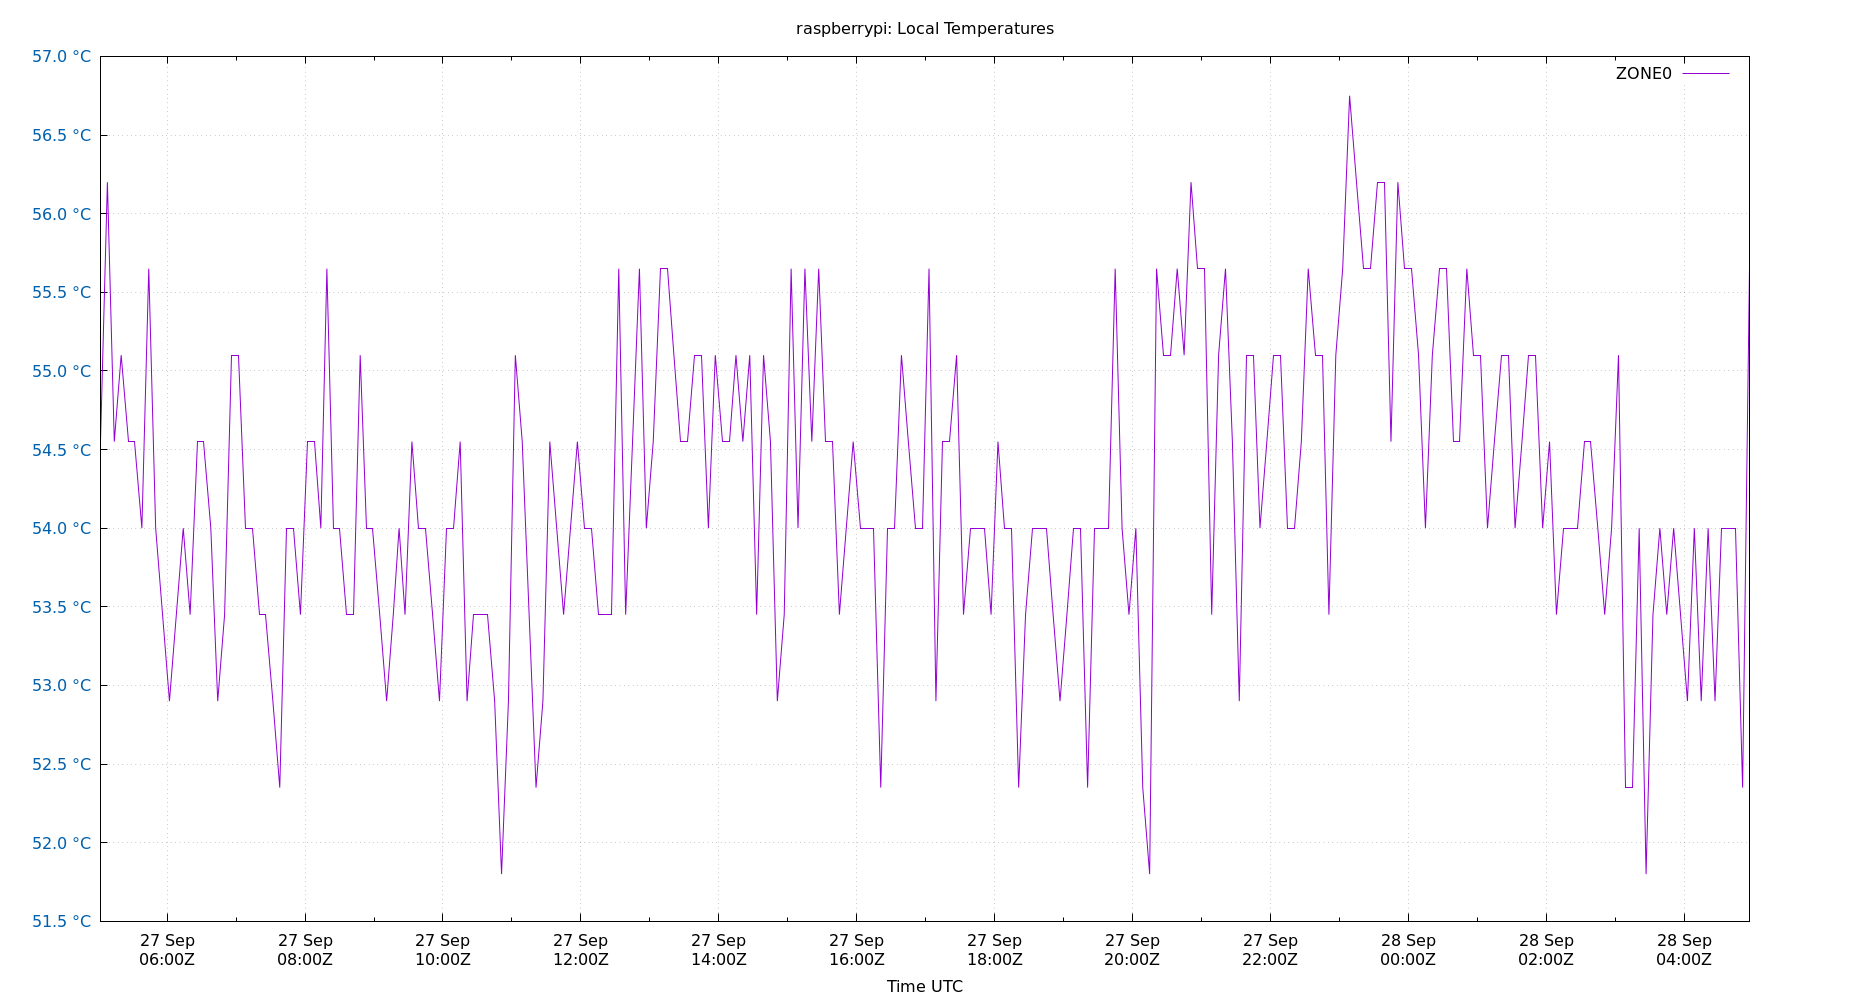 raspberrypi: Local Temperatures
ZONE0
57.0 °C
56.5 °C
56.0 °C
55.5 °C
55.0 °C
54.5 °C
54.0 °C
53.5 °C
53.0 °C
52.5 °C
52.0 °C
51.5 °C
27 Sep 27 Sep 27 Sep 27 Sep 27 Sep 27 Sep 27 Sep 27 Sep 27 Sep 28 Sep 28 Sep 28 Sep
06:00Z 08:00Z 10:00Z 12:00Z 14:00Z 16:00Z 18:00Z 20:00Z 22:00Z 00:00Z 02:00Z 04:00Z
Time UTC